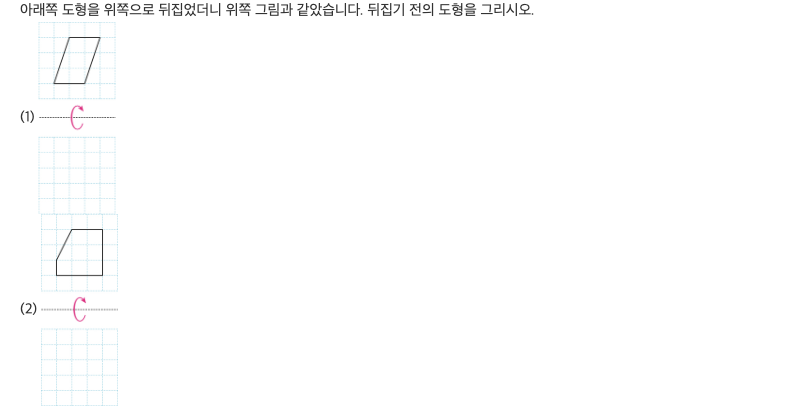 아래쪽 도형을 위쪽으로 뒤집었더니 위쪽 그림과 같았습니다. 뒤집기 전의 도형을 그리시오.
(1)
(2)